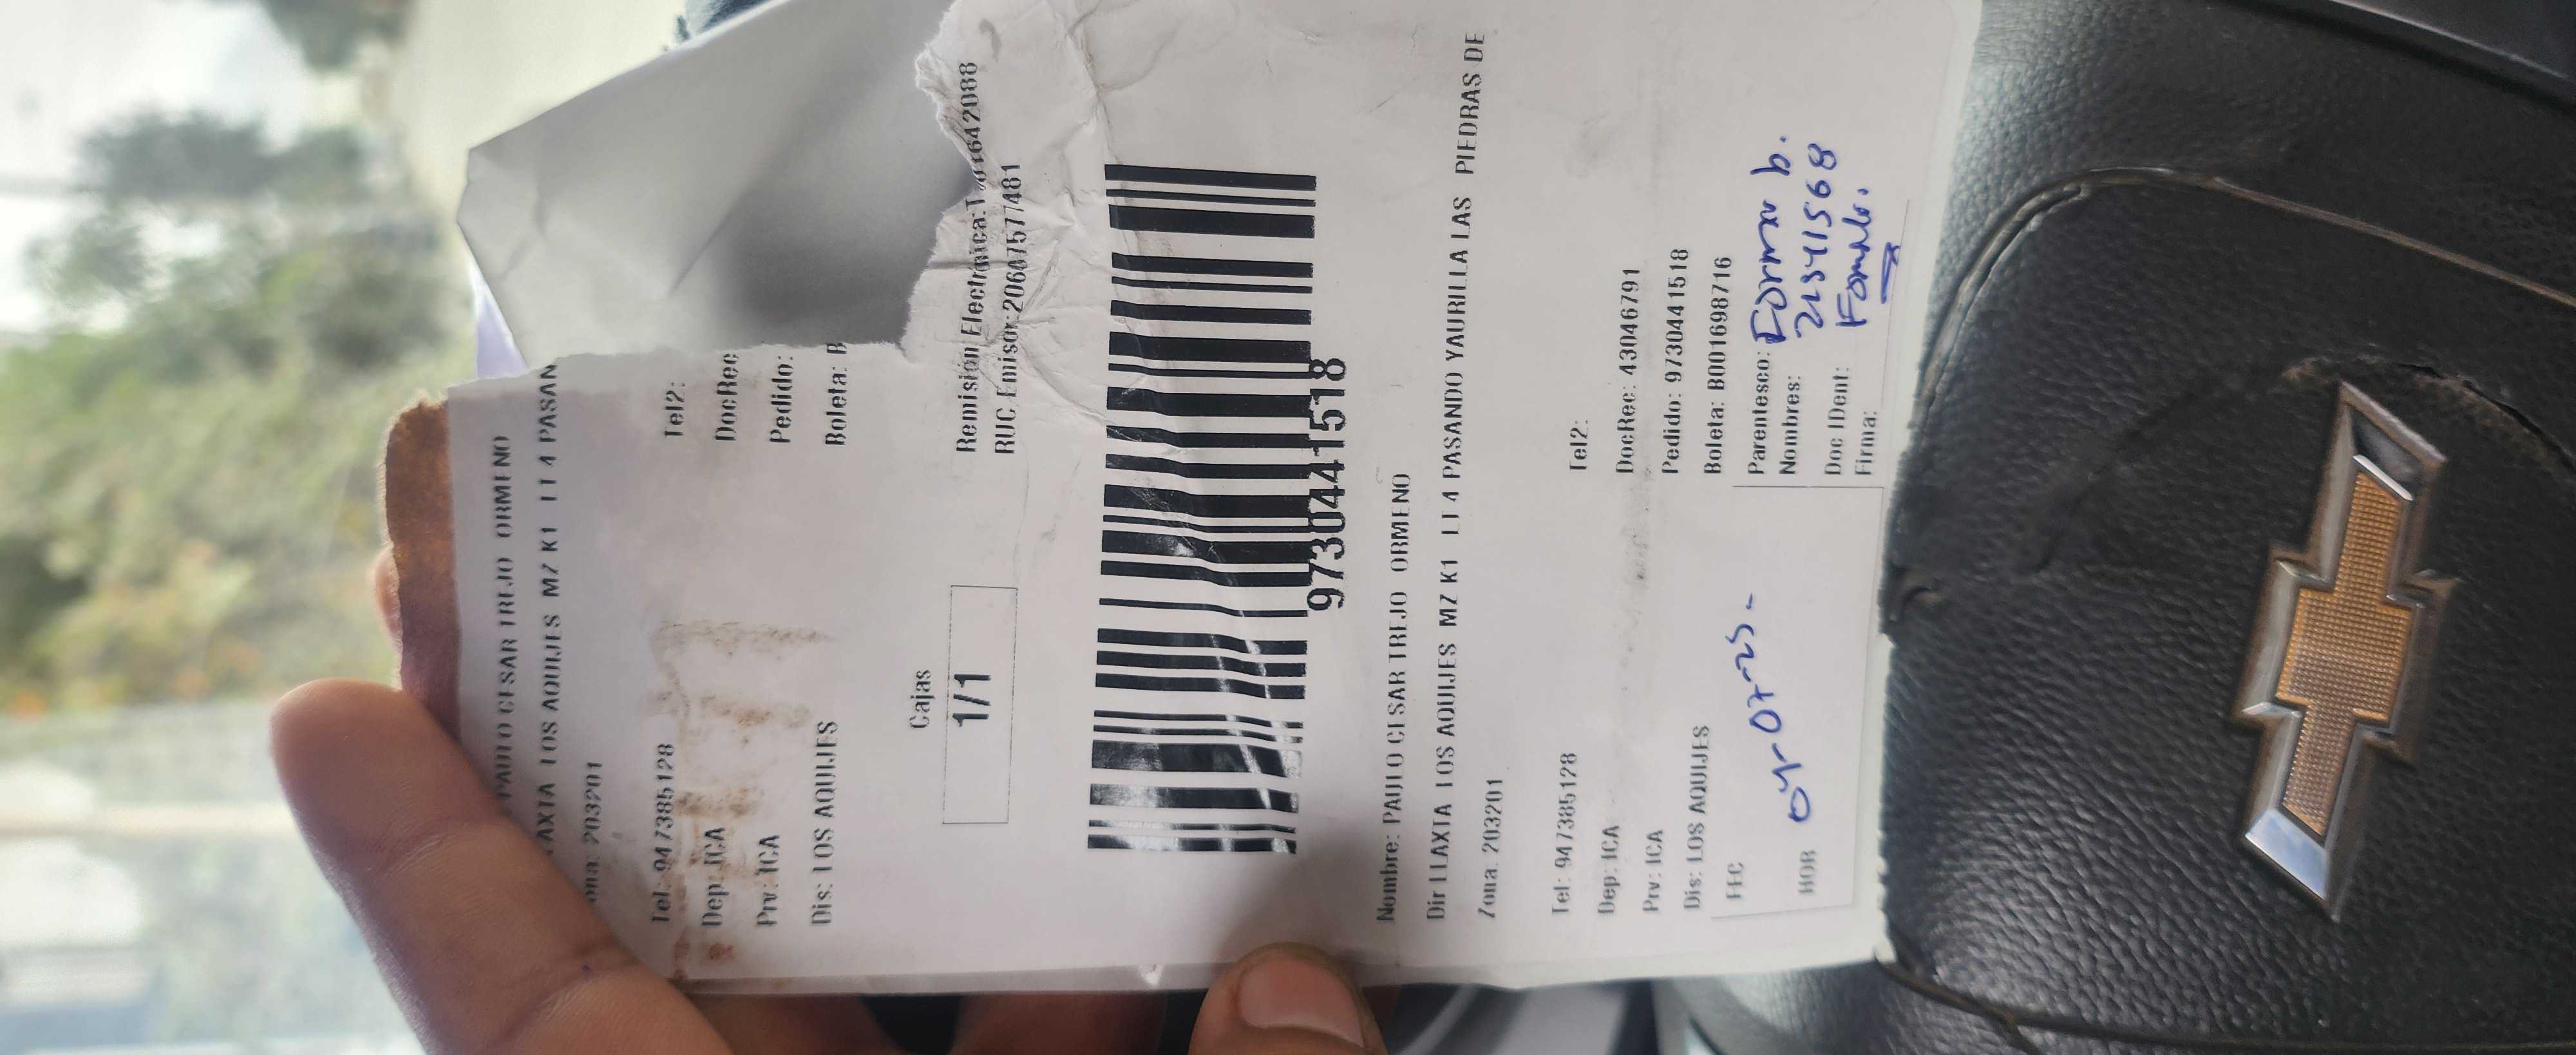 PAULO CESAR TREJO ORMENO
LOS AQUIJES MZ K1 LT 4 PASAN
ona: 203201
Tel: 947385128
Tel2:
Dep: ICA
DocRec
Prv: ICA
Pedido:
Dis: LOS AQUIJES
Boleta: B
Cajas
1/1
Remisión Electrónica:
RUC Emisor:
9730441518
Nombre: PAULO CESAR TREJO ORMENO
Dir LLAXTA LOS AQUIJES MZ K1 LT 4 PASANDO YAURILLA LAS PIEDRAS DE
Zona: 203201
Tel: 947385128
Tel2:
Dep: ICA
DocRec: 43046791
Prv: ICA
Pedido: 9730441518
Dis: LOS AQUIJES
Boleta: B001698716
FEC
HOR
04-07-25-
Parentesco:
Nombres:
Doc IDent:
Firma:
21541568